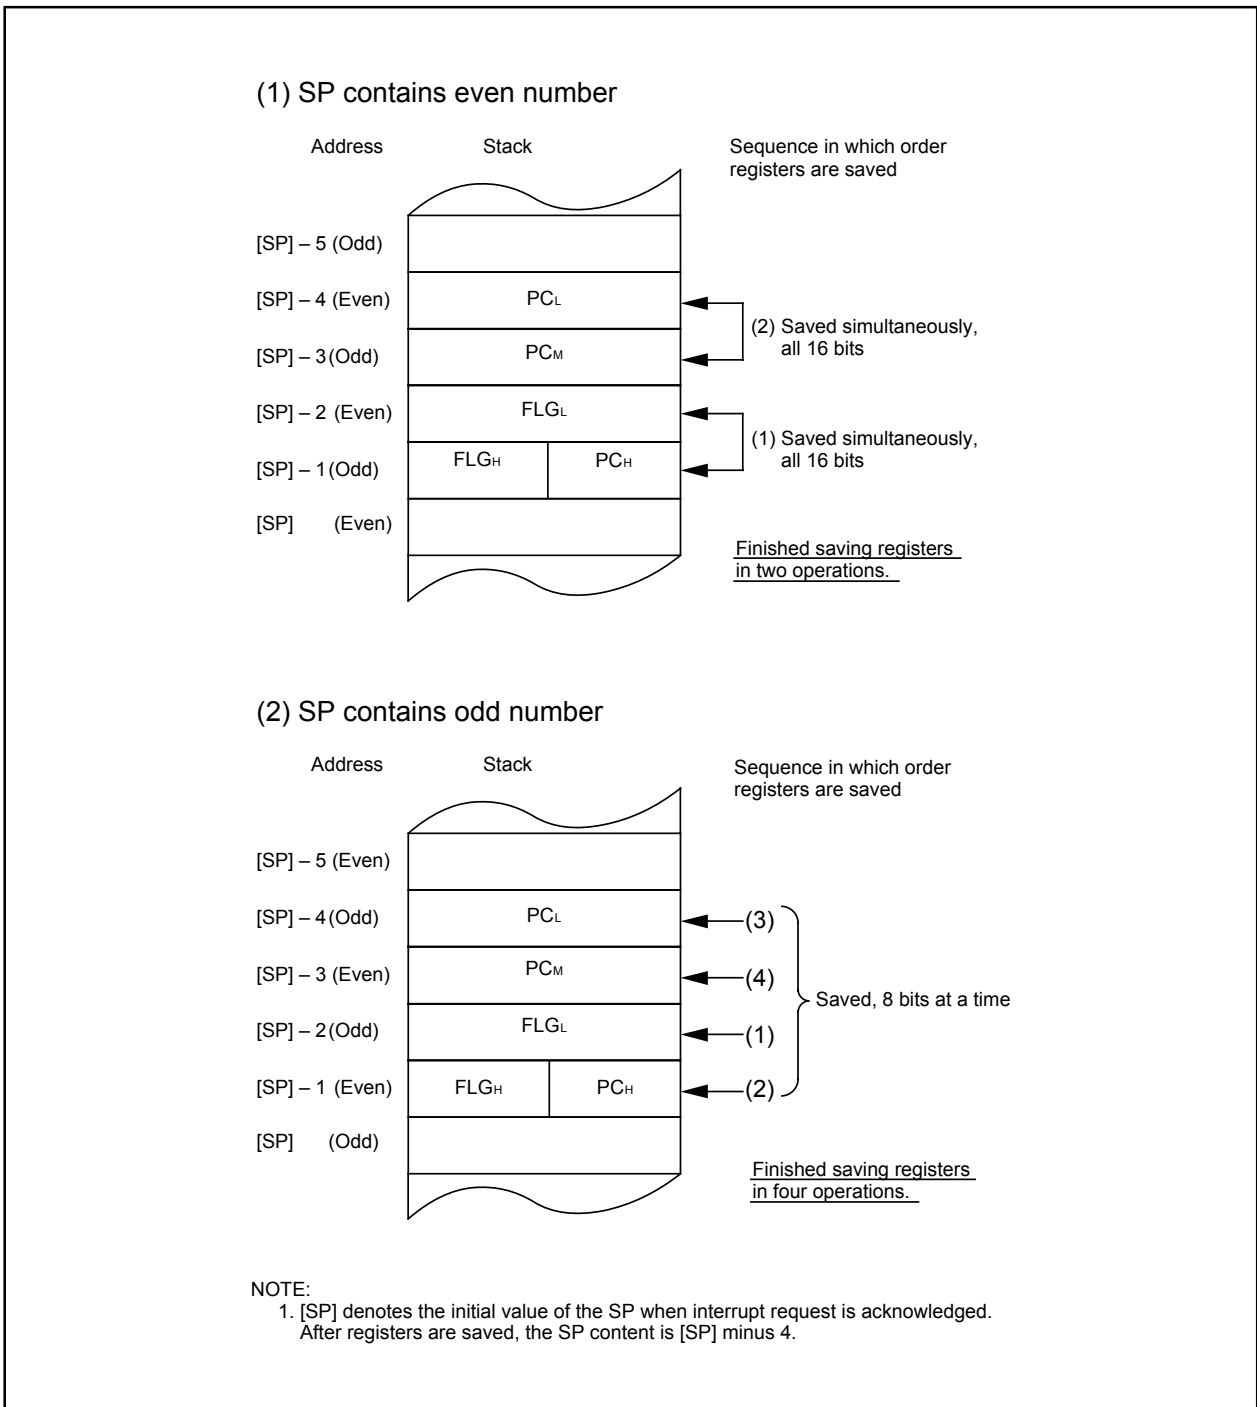 (1) SP contains even number
Address Stack Sequence in which order
registers are saved
[SP] – 5 (Odd)
[SP] – 4 (Even) PCL
(2) Saved simultaneously,
all 16 bits
[SP] – 3 (Odd) PCM
[SP] – 2 (Even) FLGL
(1) Saved simultaneously,
all 16 bits
[SP] – 1 (Odd) FLGH PCH
[SP] (Even)
Finished saving registers
in two operations.
(2) SP contains odd number
Address Stack Sequence in which order
registers are saved
[SP] – 5 (Even)
[SP] – 4 (Odd) PCL (3)
[SP] – 3 (Even) PCM (4)
Saved, 8 bits at a time
[SP] – 2 (Odd) FLGL (1)
[SP] – 1 (Even) FLGH PCH (2)
[SP] (Odd)
Finished saving registers
in four operations.
NOTE:
1. [SP] denotes the initial value of the SP when interrupt request is acknowledged.
After registers are saved, the SP content is [SP] minus 4.